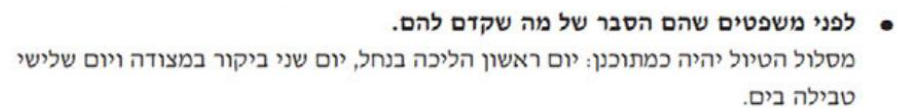 • לפני משפטים שהם הסבר של מה שקדם להם.
מסלול הטיול יהיה כמתוכנן: יום ראשון הליכה בנחל, יום שני ביקור במצודה ויום שלישי
טבילה בים.